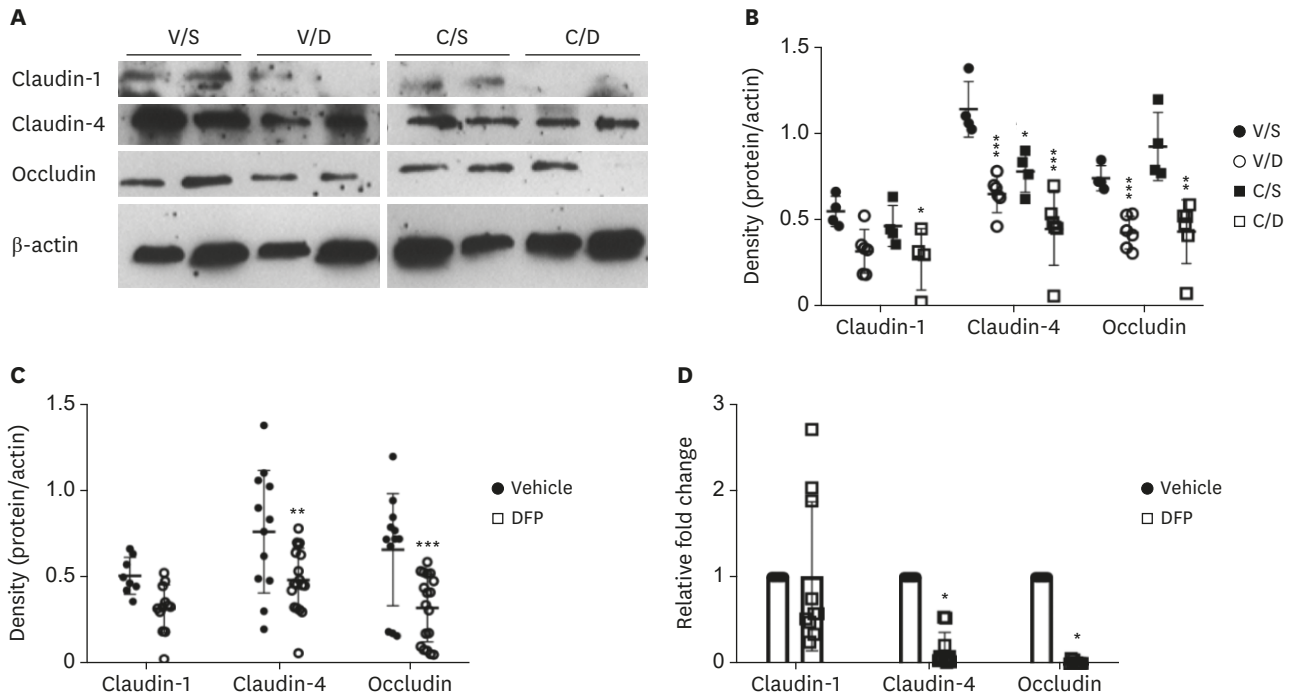 A
V/S V/D C/S C/D
Claudin-1
Claudin-4
Occludin
β-actin
B
Density (protein/actin)
1.5
1.0
0.5
0
***
*
***
*
***
**
Claudin-1 Claudin-4 Occludin
V/S
V/D
C/S
C/D
C
Density (protein/actin)
1.5
1.0
0.5
0
**
***
Claudin-1 Claudin-4 Occludin
Vehicle
DFP
D
Relative fold change
3
2
1
0
*
*
Claudin-1 Claudin-4 Occludin
Vehicle
DFP